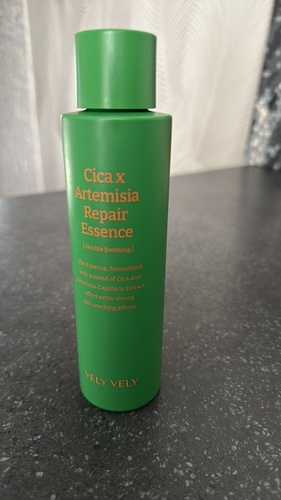 Cica x
Artemisia
Repair
Essence
[ Double Soothing ]
The Essence, formulated
with a blend of Cica and
Artemisia Capillaris Extract
offers extra-strong
skin soothing effects.
VELY VELY